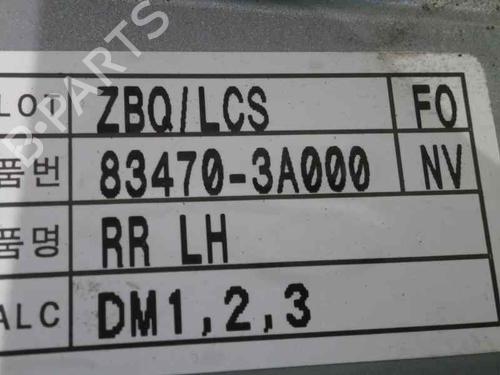 LOT ZBQ/LCS FO
품번 83470-3A000 NV
품명 RR LH
ALC DM1,2,3
B-PARTS